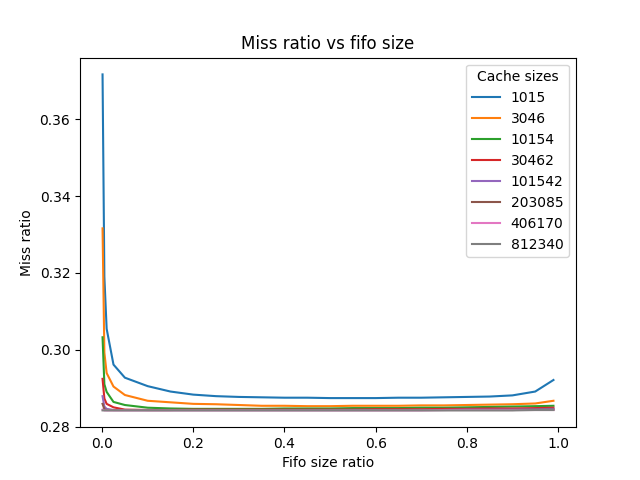 Miss ratio vs fifo size
Cache sizes
1015
3046
10154
30462
101542
203085
406170
812340
Miss ratio
0.36
0.34
0.32
0.30
0.28
0.0 0.2 0.4 0.6 0.8 1.0
Fifo size ratio